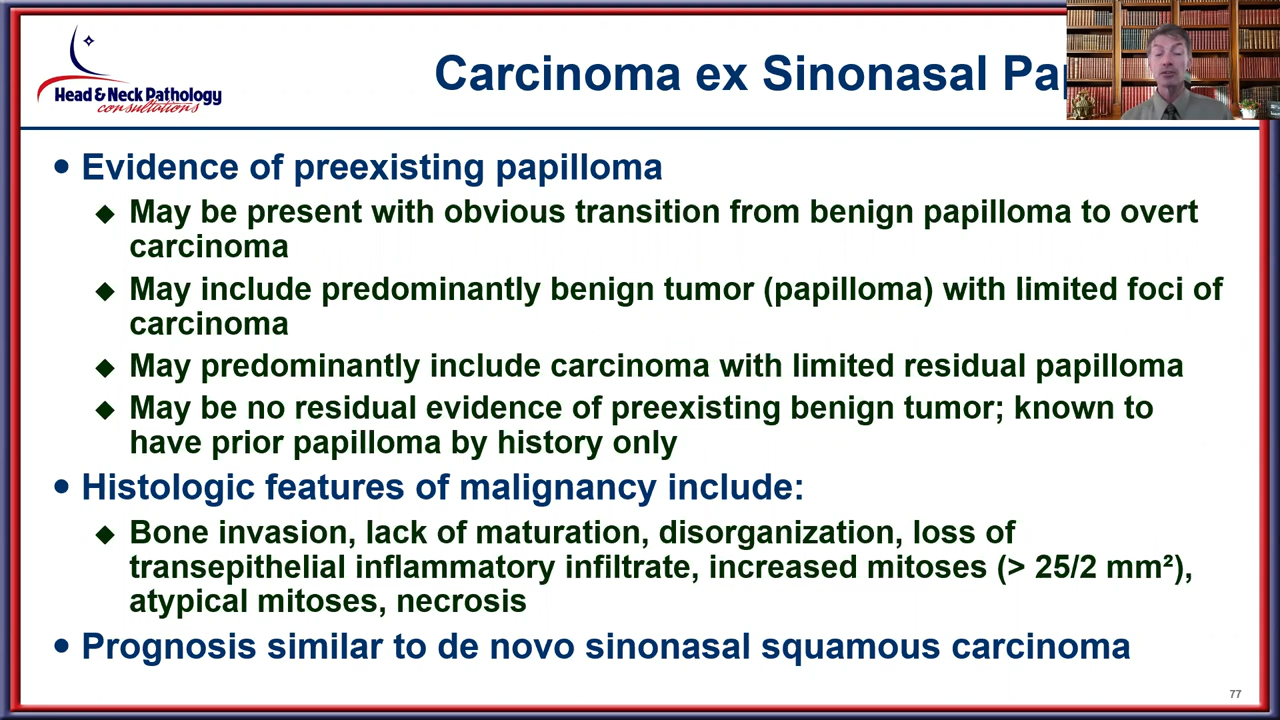 Head & Neck Pathology
consultations
Carcinoma ex Sinonasal
• Evidence of preexisting papilloma
◆ May be present with obvious transition from benign papilloma to overt
carcinoma
◆ May include predominantly benign tumor (papilloma) with limited foci of
carcinoma
◆ May predominantly include carcinoma with limited residual papilloma
◆ May be no residual evidence of preexisting benign tumor; known to
have prior papilloma by history only
• Histologic features of malignancy include:
◆ Bone invasion, lack of maturation, disorganization, loss of
transepithelial inflammatory infiltrate, increased mitoses (> 25/2 mm²),
atypical mitoses, necrosis
• Prognosis similar to de novo sinonasal squamous carcinoma
77